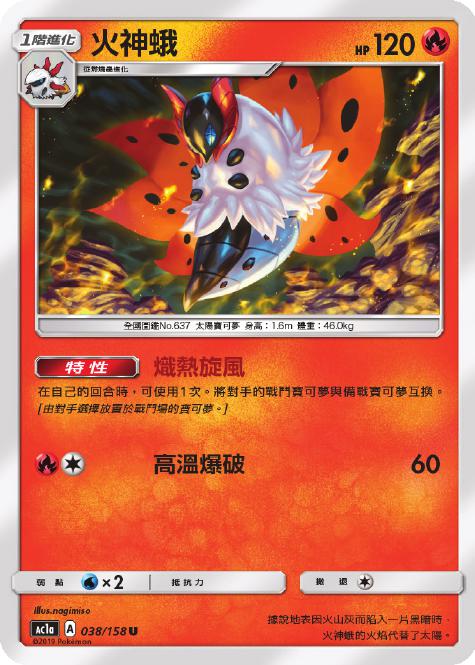 1階進化 火神蛾 HP 120
從燃燒蟲進化
全國圖鑑No.637 太陽寶可夢 身高：1.6m 體重：46.0kg
特性 熾熱旋風
在自己的回合時，可使用1次。將對手的戰鬥寶可夢與備戰寶可夢互換。
[由對手選擇放置於戰鬥場的寶可夢。]
高溫爆破 60
弱點 ×2 抵抗力 撤退
illus.nagimiso
AC1a A 038/158 U
©2019 Pokémon
據說地表因火山灰而陷入一片黑暗時，
火神蛾的火焰代替了太陽。